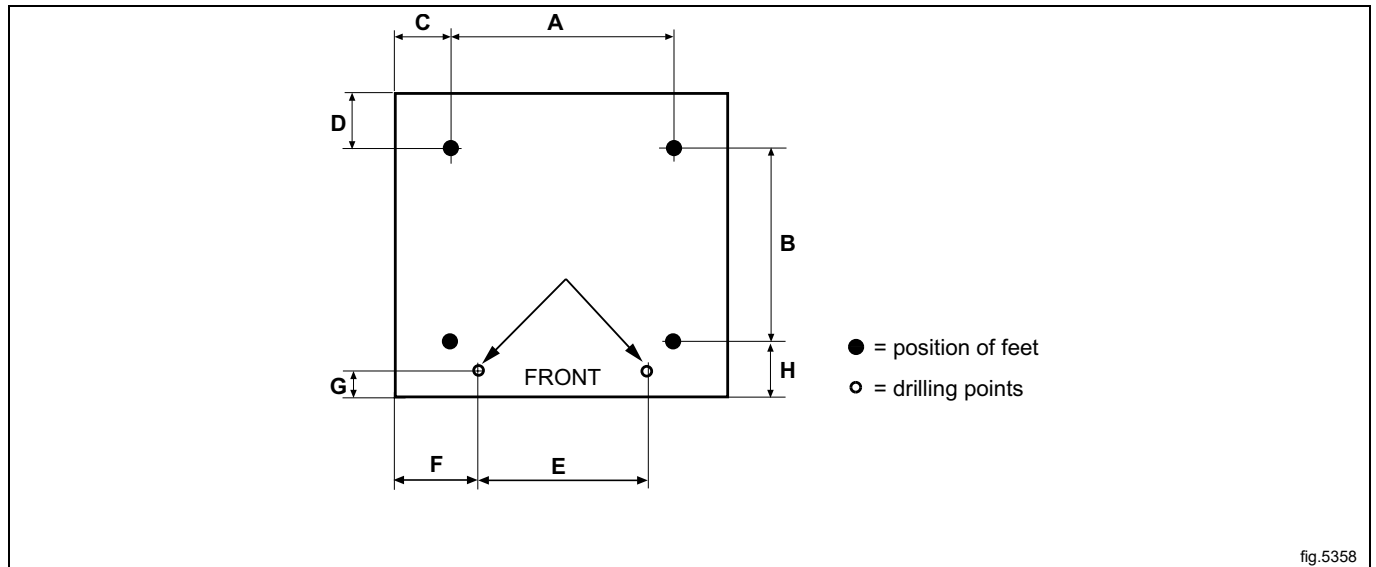 C A
D
B
● = position of feet
H
FRONT
G
○ = drilling points
F E
fig.5358